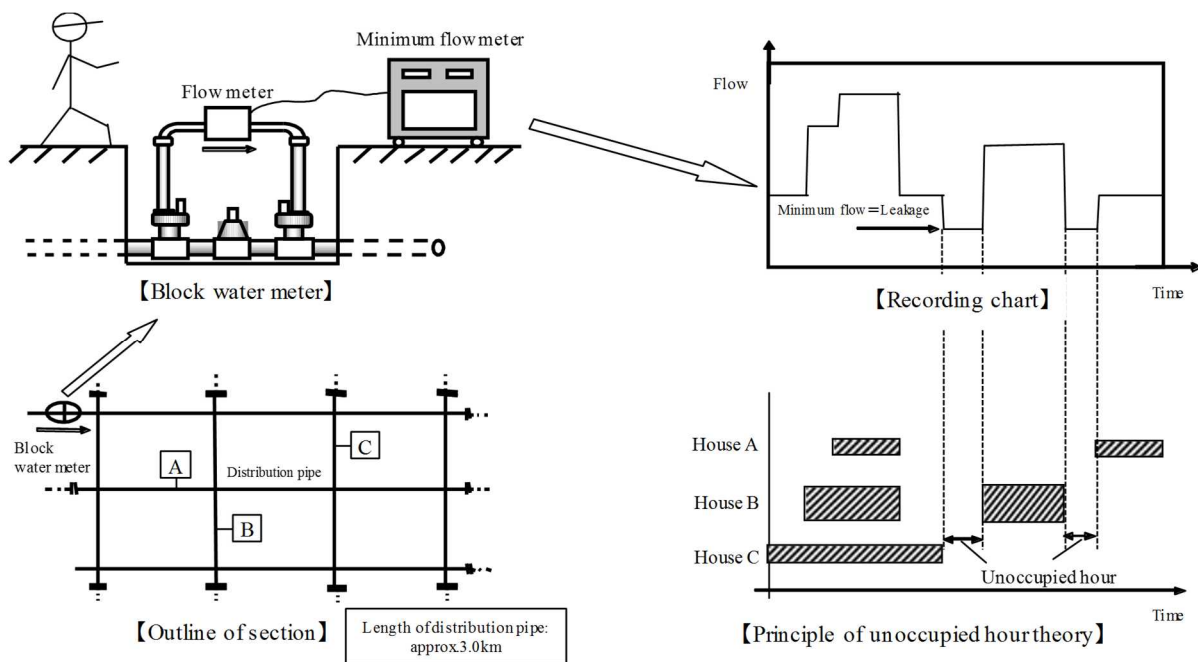 Minimum flow meter
Flow meter
【Block water meter】
Flow
Minimum flow＝Leakage
【Recording chart】
Time
Block
water meter
A
B
C
Distribution pipe
【Outline of section】
Length of distribution pipe:
approx.3.0km
House A
House B
House C
Unoccupied hour
Time
【Principle of unoccupied hour theory】